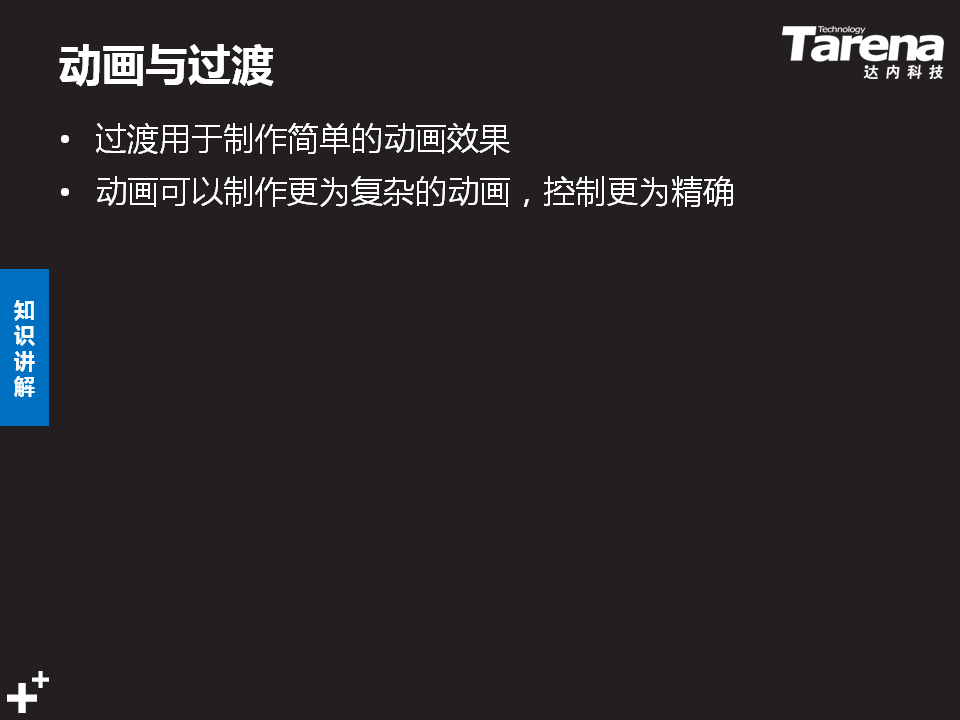 动画与过渡
Technology
Tarena
达内科技
• 过渡用于制作简单的动画效果
• 动画可以制作更为复杂的动画，控制更为精确
知
识
讲
解